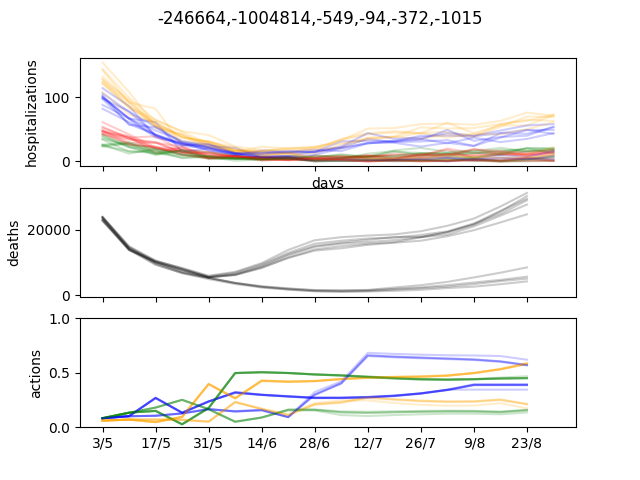 -246664,-1004814,-549,-94,-372,-1015
hospitalizations
100
0
days
deaths
20000
0
actions
1.0
0.5
0.0
3/5 17/5 31/5 14/6 28/6 12/7 26/7 9/8 23/8